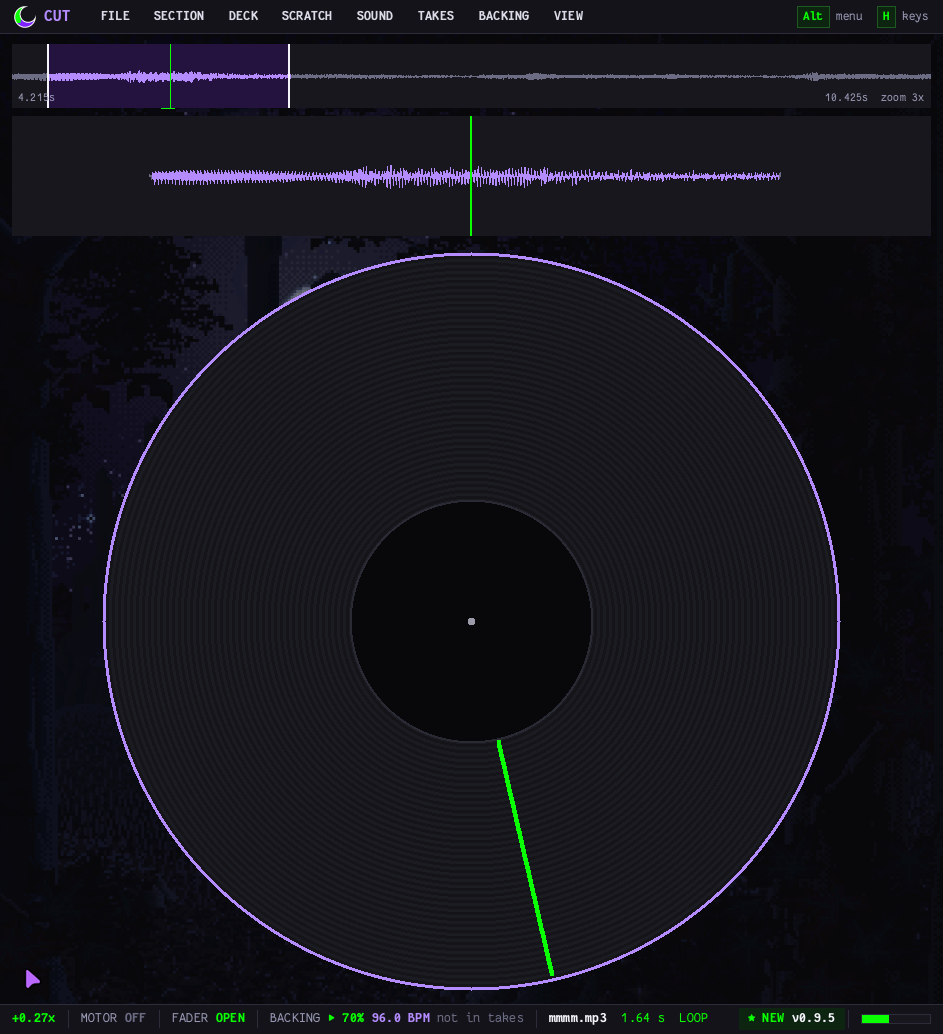 CUT FILE SECTION DECK SCRATCH SOUND TAKES BACKING VIEW Alt menu H keys
4.215s 10.425s zoom 3x
+0.27x MOTOR OFF FADER OPEN BACKING 70% 96.0 BPM not in takes mmmm.mp3 1.64 s LOOP NEW v0.9.5